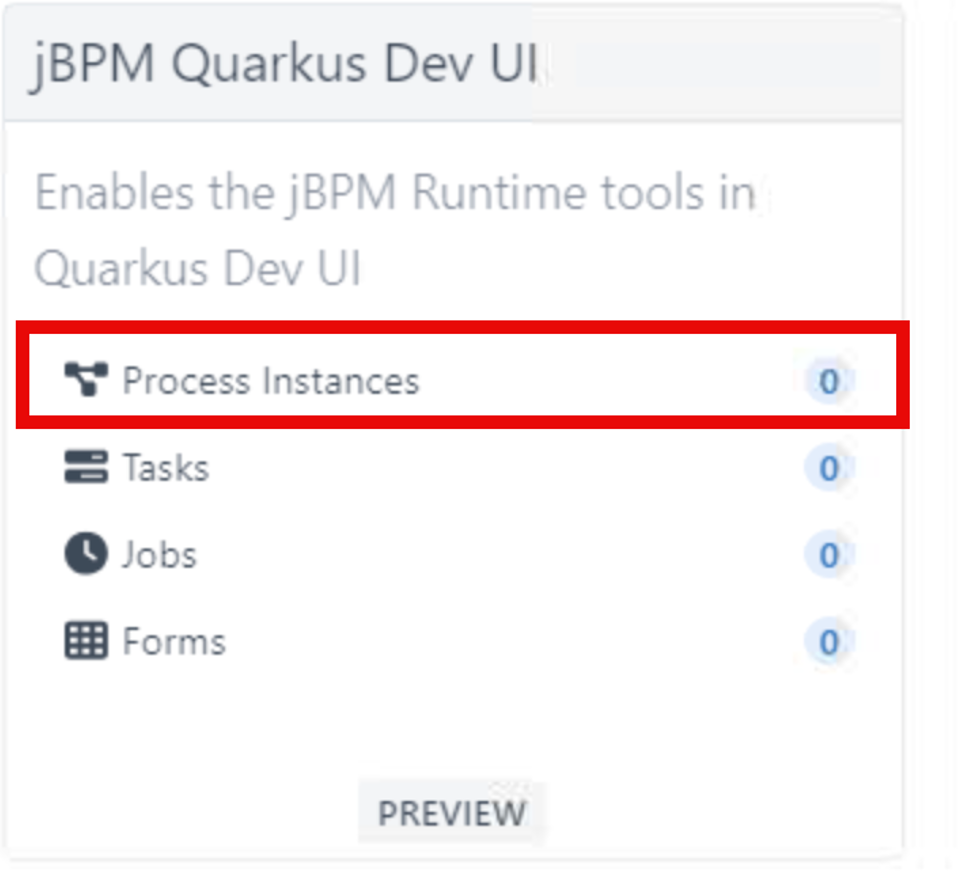 jBPM Quarkus Dev UI
Enables the jBPM Runtime tools in
Quarkus Dev UI
Process Instances 0
Tasks 0
Jobs 0
Forms 0
PREVIEW